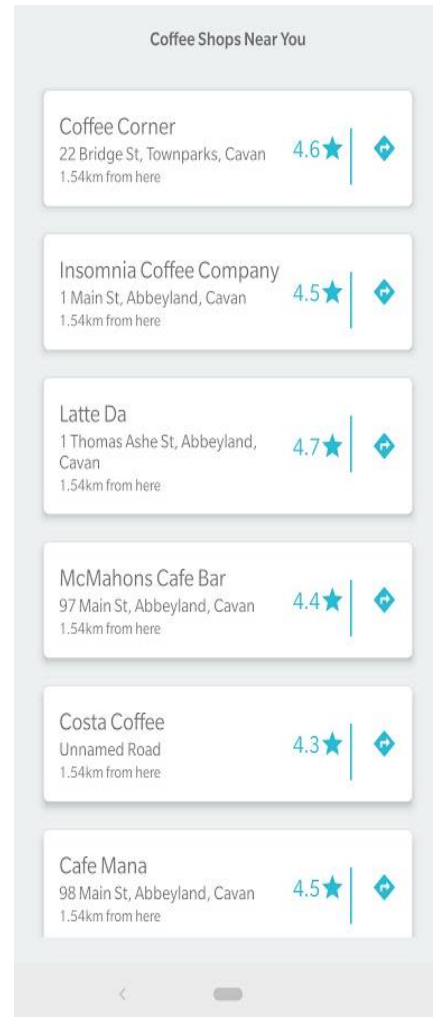 Coffee Shops Near You
Coffee Corner
22 Bridge St, Townparks, Cavan
1.54km from here
4.6★
Insomnia Coffee Company
1 Main St, Abbeyland, Cavan
1.54km from here
4.5★
Latte Da
1 Thomas Ashe St, Abbeyland,
Cavan
1.54km from here
4.7★
McMahons Cafe Bar
97 Main St, Abbeyland, Cavan
1.54km from here
4.4★
Costa Coffee
Unnamed Road
1.54km from here
4.3★
Cafe Mana
98 Main St, Abbeyland, Cavan
1.54km from here
4.5★